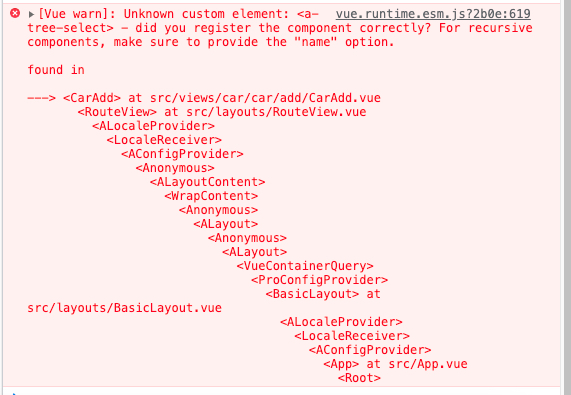 ▶[Vue warn]: Unknown custom element: <a- vue.runtime.esm.js?2b0e:619
tree-select> - did you register the component correctly? For recursive
components, make sure to provide the "name" option.
found in
---> <CarAdd> at src/views/car/car/add/CarAdd.vue
<RouteView> at src/layouts/RouteView.vue
<ALocaleProvider>
<LocaleReceiver>
<AConfigProvider>
<Anonymous>
<ALayoutContent>
<WrapContent>
<Anonymous>
<ALayout>
<Anonymous>
<ALayout>
<VueContainerQuery>
<ProConfigProvider>
<BasicLayout> at
src/layouts/BasicLayout.vue
<ALocaleProvider>
<LocaleReceiver>
<AConfigProvider>
<App> at src/App.vue
<Root>